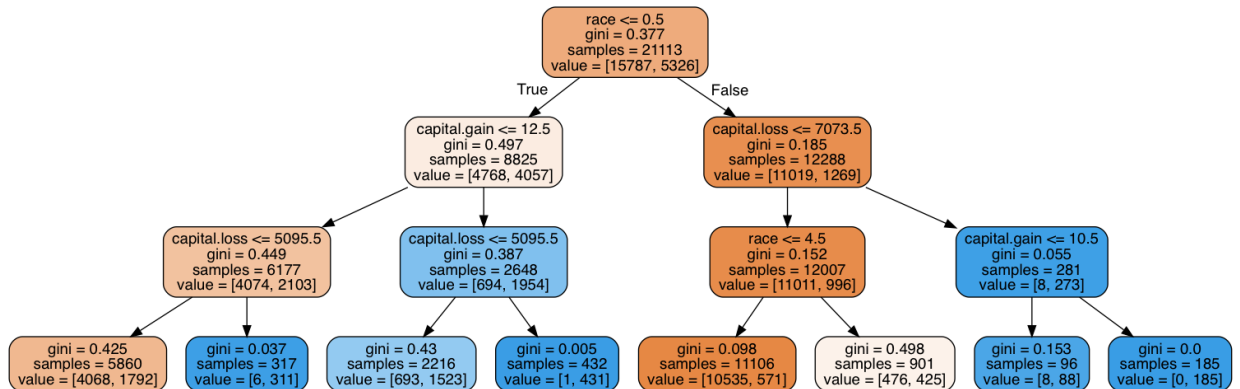 race <= 0.5
gini = 0.377
samples = 21113
value = [15787, 5326]
True
False
capital.gain <= 12.5
gini = 0.497
samples = 8825
value = [4768, 4057]
capital.loss <= 7073.5
gini = 0.185
samples = 12288
value = [11019, 1269]
capital.loss <= 5095.5
gini = 0.449
samples = 6177
value = [4074, 2103]
capital.loss <= 5095.5
gini = 0.387
samples = 2648
value = [694, 1954]
race <= 4.5
gini = 0.152
samples = 12007
value = [11011, 996]
capital.gain <= 10.5
gini = 0.055
samples = 281
value = [8, 273]
gini = 0.425
samples = 5860
value = [4068, 1792]
gini = 0.037
samples = 317
value = [6, 311]
gini = 0.43
samples = 2216
value = [693, 1523]
gini = 0.005
samples = 432
value = [1, 431]
gini = 0.098
samples = 11106
value = [10535, 571]
gini = 0.498
samples = 901
value = [476, 425]
gini = 0.153
samples = 96
value = [8, 88]
gini = 0.0
samples = 185
value = [0, 185]